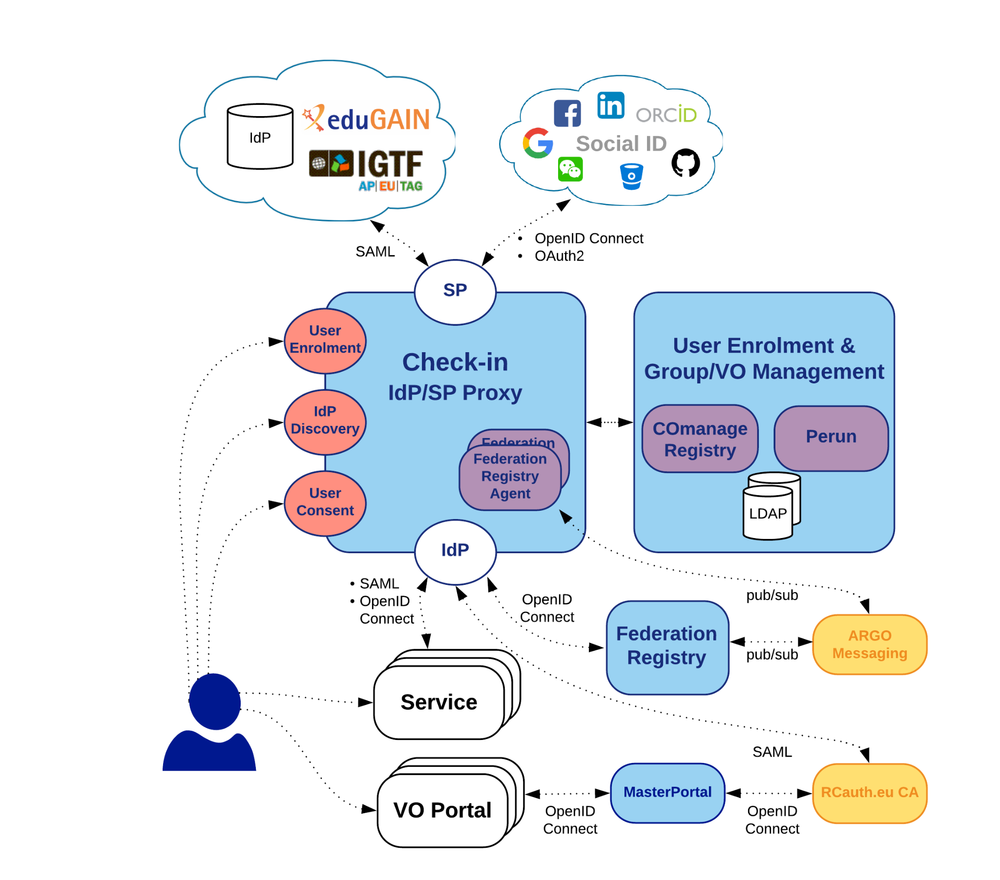 IdP
eduGAIN
IGTF
AP|EU|TAG
in
ORCiD
Social ID
SAML
• OpenID Connect
• OAuth2
SP
User
Enrolment
Check-in
IdP/SP Proxy
IdP
Discovery
Federation
Federation
Registry
Agent
User
Consent
IdP
User Enrolment &
Group/VO Management
COmanage
Registry
Perun
LDAP
• SAML
• OpenID
Connect
OpenID
Connect
pub/sub
Federation
Registry
pub/sub
ARGO
Messaging
Service
SAML
VO Portal
OpenID
Connect
MasterPortal
OpenID
Connect
RCauth.eu CA